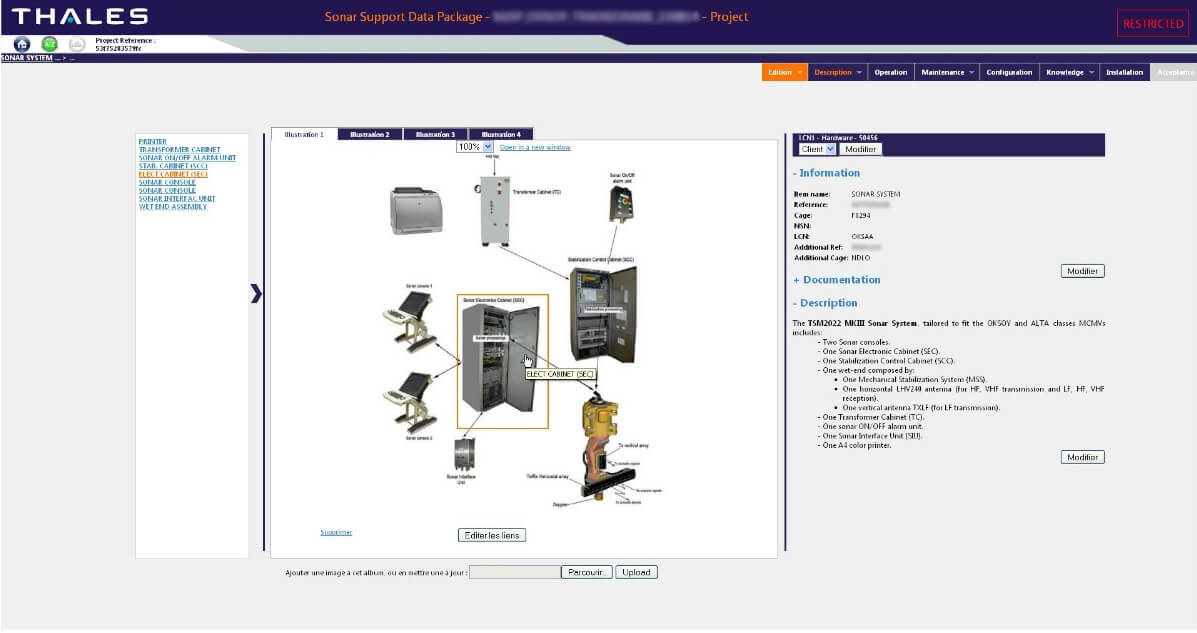 THALES
Sonar Support Data Package -
- Project
RESTRICTED
Project Reference :
SONAR SYSTEM ... > ...
Edition
Description
Operation
Maintenance
Configuration
Knowledge
Installation
Acceptance
PRINTER
TRANSFORMER CABINET
SONAR ON/OFF ALARM UNIT
STAB. CABINET (SCC)
ELECT CABINET (SEC)
SONAR CONSOLE
SONAR CONSOLE
SONAR INTERFAC UNIT
WET END ASSEMBLY
Illustration 1
Illustration 2
Illustration 3
Illustration 4
100%
Open in a new window
Transformer Cabinet (TC)
Sonar On/Off
alarm unit
Stabilization Control Cabinet (SCC)
Sonar console 1
Sonar Electronics Cabinet (SEC)
Sonar processing
ELECT CABINET (SEC)
Sonar console 2
Sonar Interface
Unit
To vertical array
To acoustic signals
Supprimer
Editer les liens
Ajouter une image à cet album, ou en mettre une à jour :
Parcourir...
Upload
LCN1 - Hardware - 50456
Client
Modifier
- Information
Item name: SONAR SYSTEM
Reference:
Cage: F1294
NSN:
LCN: OKSAA
Additional Ref:
Additional Cage: NDLO
Modifier
+ Documentation
- Description
The TSM2022 MKIII Sonar System, tailored to fit the OKSOY and ALTA classes MCMVs
includes:
- Two Sonar consoles.
- One Sonar Electronic Cabinet (SEC).
- One Stabilization Control Cabinet (SCC).
- One wet-end composed by:
• One Mechanical Stabilization System (MSS).
• One horizontal LHV240 antenna (for HF, VHF transmission and LF, HF, VHF
reception).
• One vertical antenna TXLF (for LF transmission).
- One Transformer Cabinet (TC).
- One sonar ON/OFF alarm unit.
- One Sonar Interface Unit (SIU).
- One A4 color printer.
Modifier